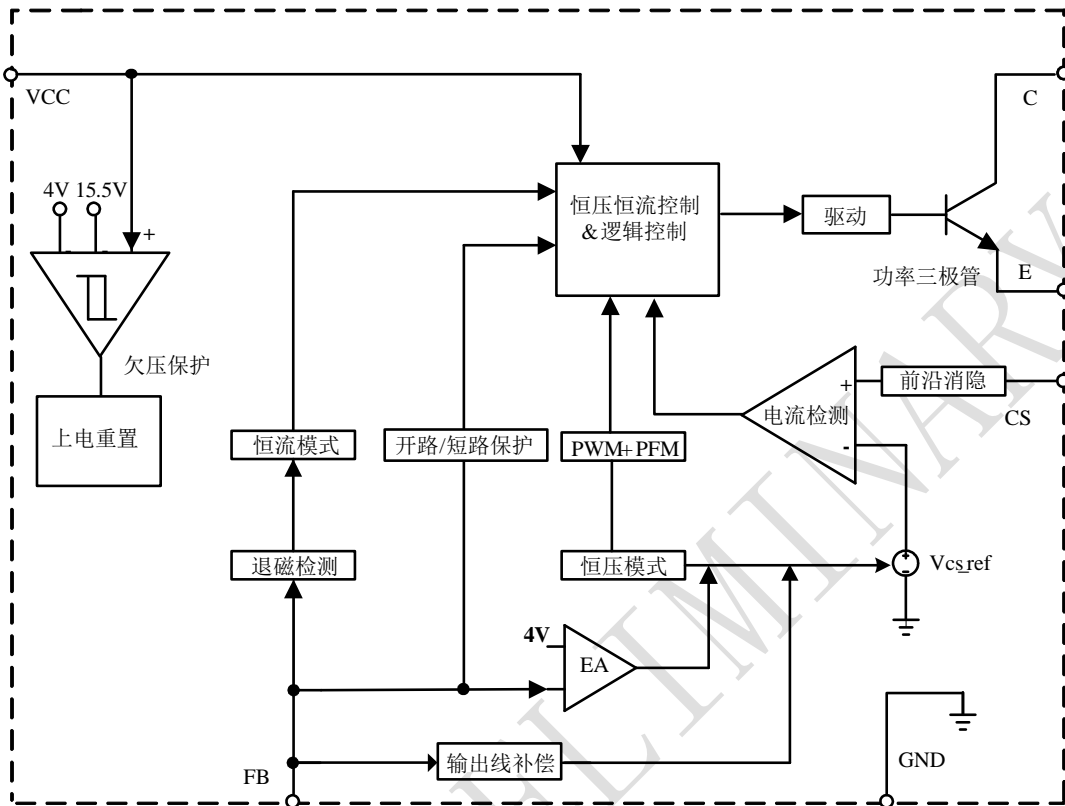 VCC
C
4V 15.5V
+
- -
恒压恒流控制
&逻辑控制
驱动
功率三极管
E
欠压保护
上电重置
恒流模式
开路/短路保护
PWM+PFM
+
电流检测
-
前沿消隐
CS
退磁检测
恒压模式
+
-
Vcs_ref
4V
EA
FB
输出线补偿
GND
ELIMINARY